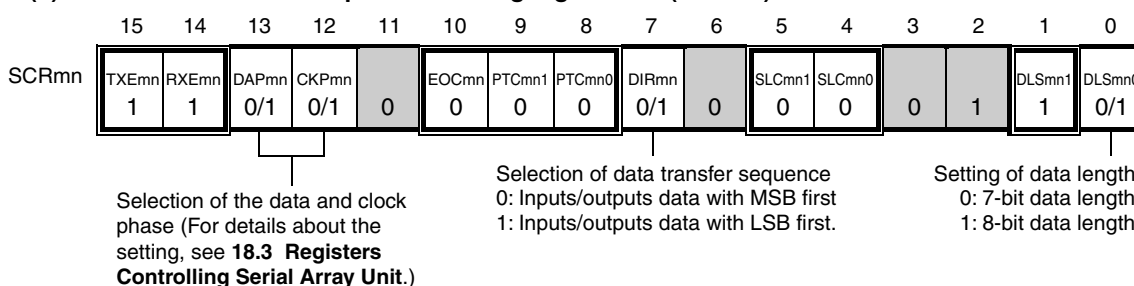 15 14 13 12 11 10 9 8 7 6 5 4 3 2 1 0
SCRmn
TXEmn RXEmn DAPmn CKPmn EOCmn PTCmn1 PTCmn0 DIRmn SLCmn1 SLCmn0 DLSmn1
1 1 0/1 0/1 0 0 0 0 0/1 0 0 0 0 1 1 0/1
Selection of the data and clock
phase (For details about the
setting, see 18.3 Registers
Controlling Serial Array Unit.)
Selection of data transfer sequence
0: Inputs/outputs data with MSB first
1: Inputs/outputs data with LSB first.
Setting of data length
0: 7-bit data length
1: 8-bit data length